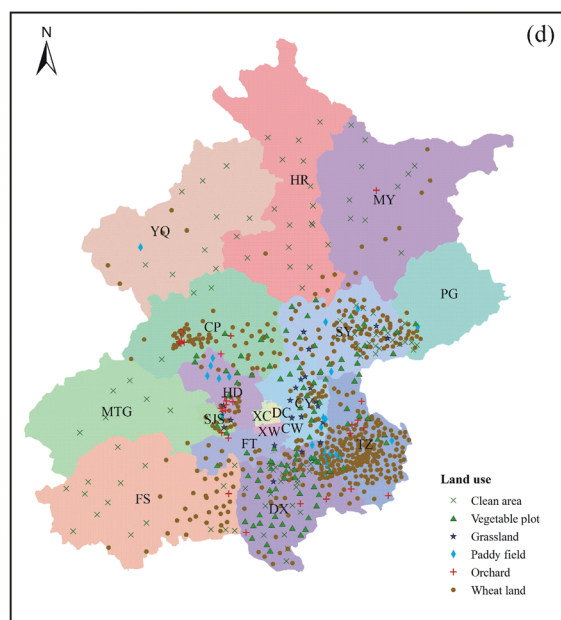 N
(d)
HR
MY
YQ
PG
CP
SY
HD
CY
MTG
SJS
XC
DC
XW
CW
FT
TZ
FS
DX
Land use
Clean area
Vegetable plot
Grassland
Paddy field
Orchard
Wheat land